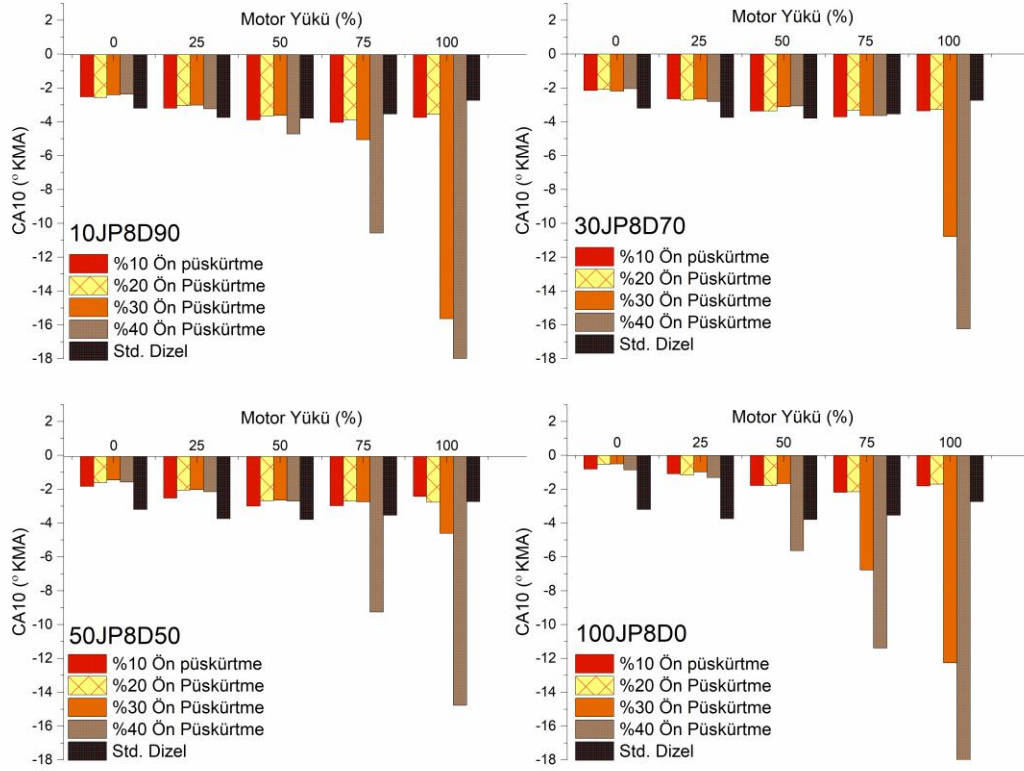 Motor Yükü (%)
0 25 50 75 100
2
0
-2
-4
-6
-8
-10
-12
-14
-16
-18
CA10 (° KMA)
10JP8D90
%10 Ön püskürtme
%20 Ön Püskürtme
%30 Ön Püskürtme
%40 Ön Püskürtme
Std. Dizel
Motor Yükü (%)
0 25 50 75 100
2
0
-2
-4
-6
-8
-10
-12
-14
-16
-18
CA10 (° KMA)
30JP8D70
%10 Ön Püskürtme
%20 Ön Püskürtme
%30 Ön Püskürtme
%40 Ön Püskürtme
Std. Dizel
Motor Yükü (%)
0 25 50 75 100
2
0
-2
-4
-6
-8
-10
-12
-14
-16
-18
CA10 (° KMA)
50JP8D50
%10 Ön püskürtme
%20 Ön Püskürtme
%30 Ön Püskürtme
%40 Ön Püskürtme
Std. Dizel
Motor Yükü (%)
0 25 50 75 100
2
0
-2
-4
-6
-8
-10
-12
-14
-16
-18
CA10 (° KMA)
100JP8D0
%10 Ön püskürtme
%20 Ön Püskürtme
%30 Ön Püskürtme
%40 Ön Püskürtme
Std. Dizel